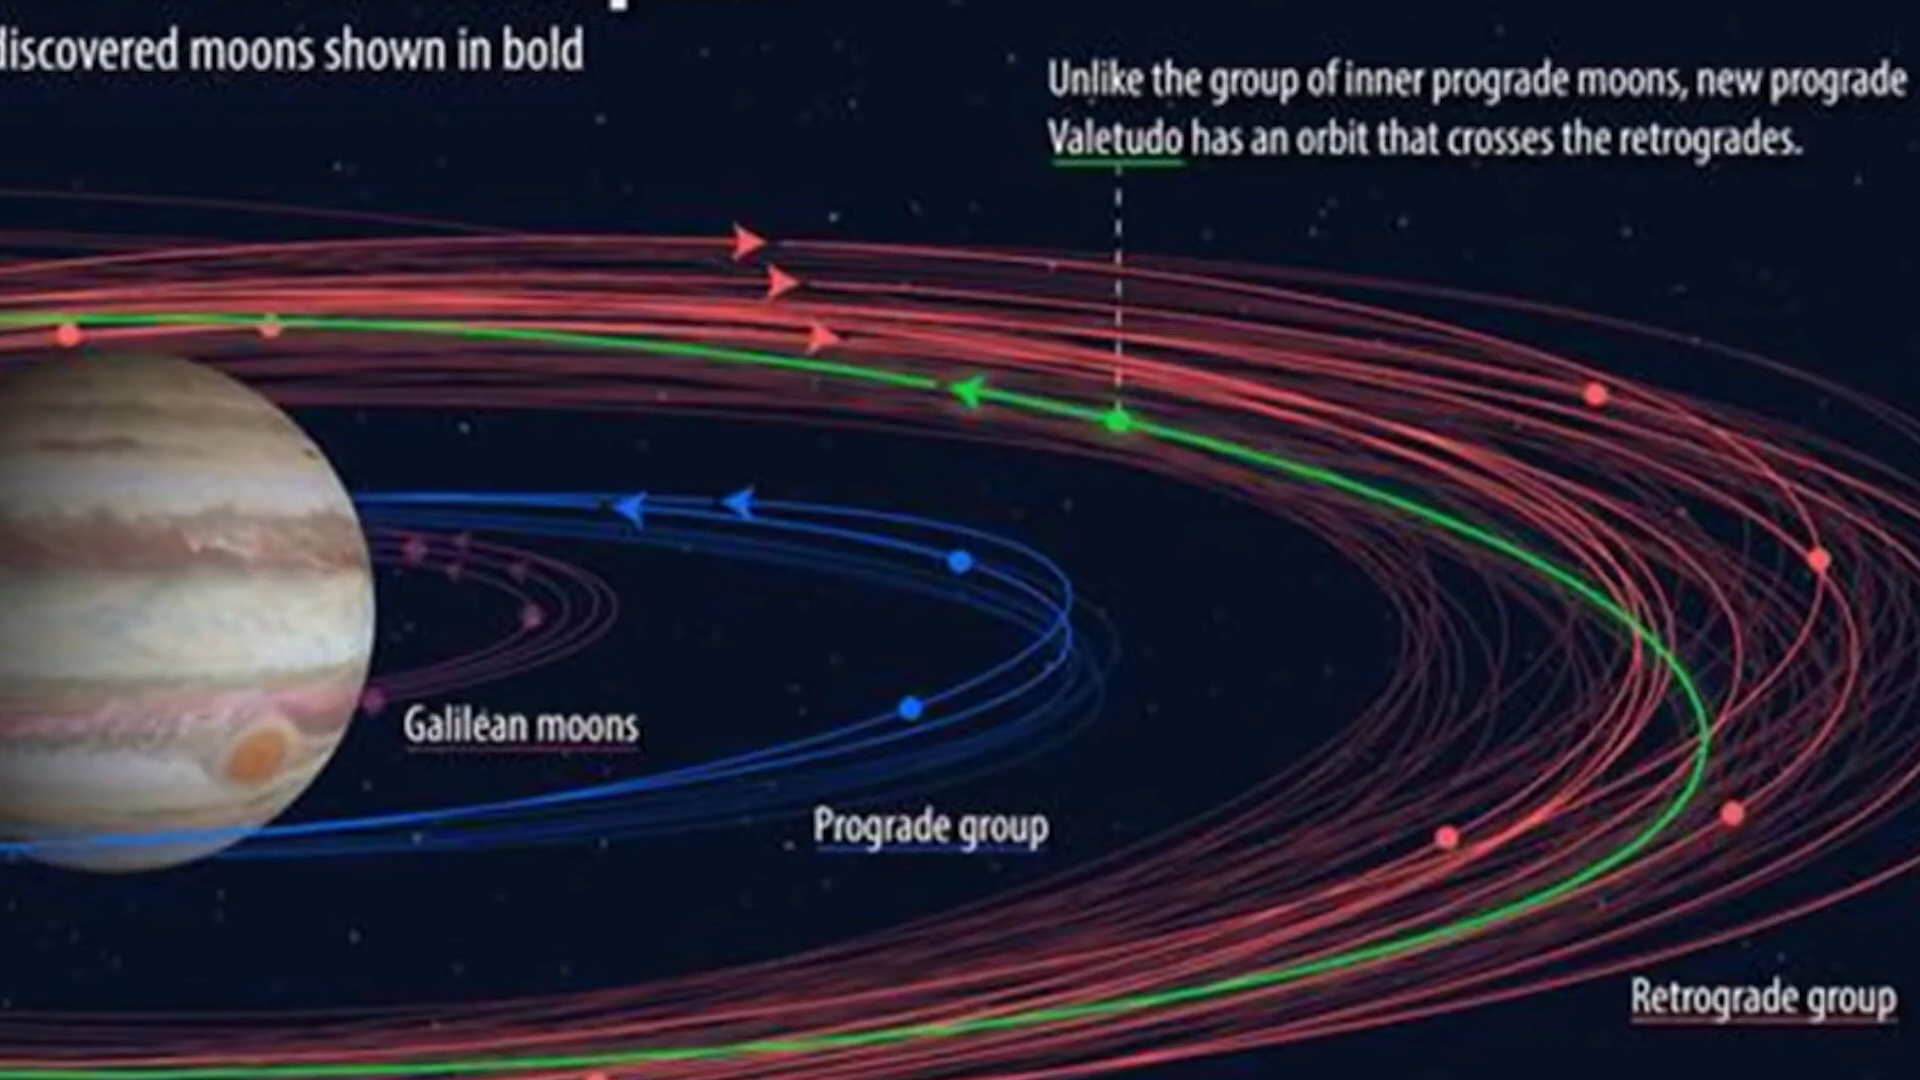 discovered moons shown in bold
Unlike the group of inner prograde moons, new prograde
Valetudo has an orbit that crosses the retrogrades.
Galilean moons
Prograde group
Retrograde group